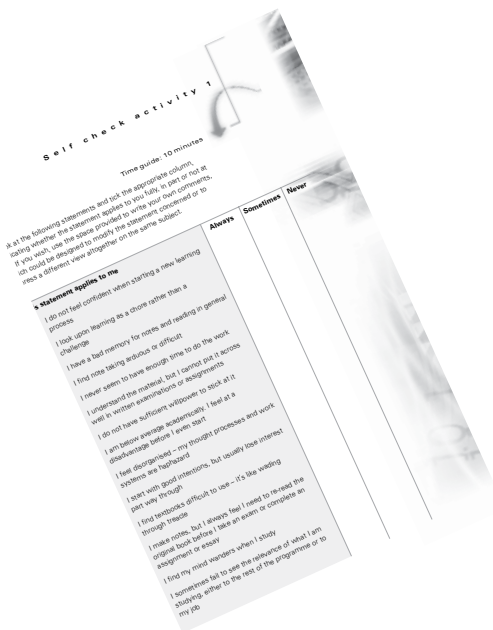 Self check activity 1
Time guide: 10 minutes
at the following statements and tick the appropriate column,
whether the statement applies to you fully, in part or not at
If you wish, use the space provided to write your own comments,
could be designed to modify the statement concerned or to
a different view altogether on the same subject.
statement applies to me
Always
Sometimes
Never
I do not feel confident when starting a new learning
process
I look upon learning as a chore rather than a
challenge
I have a bad memory for notes and reading in general
I find note taking arduous or difficult
I never seem to have enough time to do the work
I understand the material, but I cannot put it across
well in written examinations or assignments
I do not have sufficient willpower to stick at it
I am below average academically. I feel at a
disadvantage before I even start
I feel disorganised – my thought processes and work
systems are haphazard
I start with good intentions, but usually lose interest
part way through
I find textbooks difficult to use – it's like wading
through treacle
I make notes, but I always feel I need to re-read the
original book before I take an exam or complete an
assignment or essay
I find my mind wanders when I study
I sometimes fail to see the relevance of what I am
studying, either to the rest of the programme or to
my job